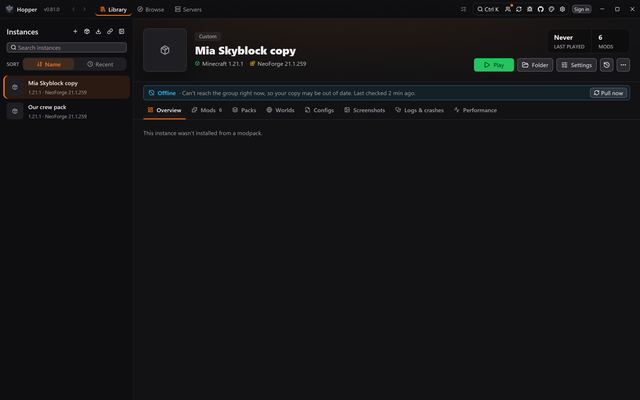 Hopper v0.81.0 Library Browse Servers Ctrl K Sign in
Instances
Search instances
SORT Name Recent
Mia Skyblock copy
1.21.1 · NeoForge 21.1.259
Our crew pack
1.21.1 · NeoForge 21.1.259
Custom
Mia Skyblock copy
Minecraft 1.21.1 NeoForge 21.1.259
Never
LAST PLAYED
6
MODS
Play Folder Settings
Offline · Can't reach the group right now, so your copy may be out of date. Last checked 2 min ago. Pull now
Overview Mods 6 Packs Worlds Configs Screenshots Logs & crashes Performance
This instance wasn't installed from a modpack.